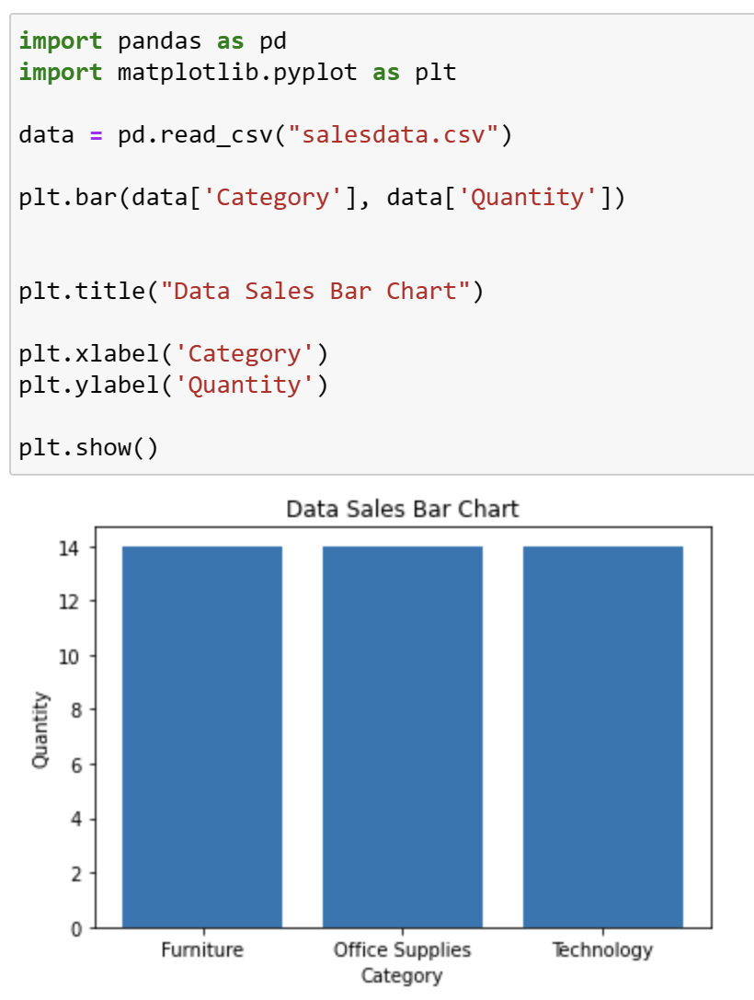 import pandas as pd
import matplotlib.pyplot as plt
data = pd.read_csv("salesdata.csv")
plt.bar(data['Category'], data['Quantity'])
plt.title("Data Sales Bar Chart")
plt.xlabel('Category')
plt.ylabel('Quantity')
plt.show()
Data Sales Bar Chart
14
12
10
8
6
4
2
0
Quantity
Furniture Office Supplies Technology
Category